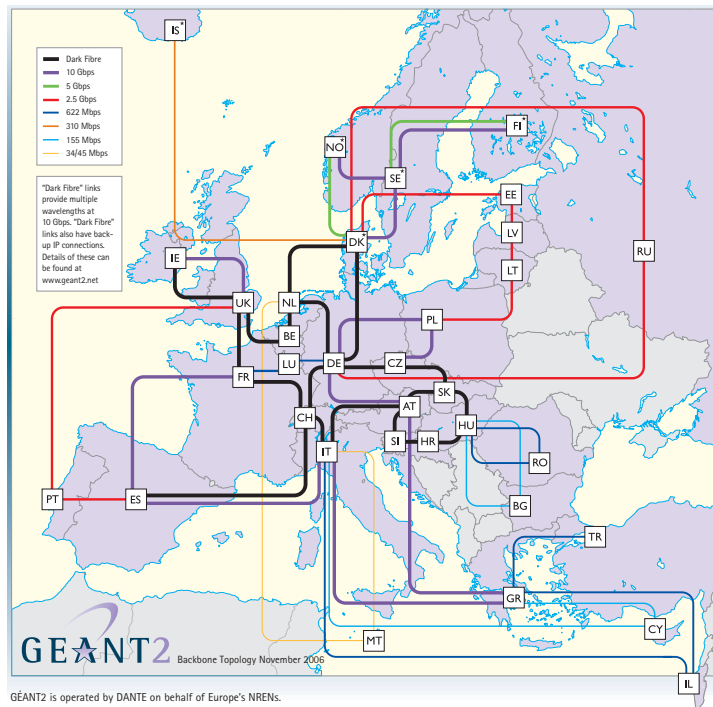 IS*
Dark Fibre
10 Gbps
5 Gbps
2.5 Gbps
622 Mbps
310 Mbps
155 Mbps
34/45 Mbps
"Dark Fibre" links
provide multiple
wavelengths at
10 Gbps. "Dark Fibre"
links also have back-
up IP connections.
Details of these can
be found at
www.geant2.net
FI*
NO*
SE*
EE
LV
DK*
RU
IE
LT
UK
NL
PL
BE
LU
DE
CZ
FR
SK
AT
CH
HU
SI
HR
IT
RO
PT
ES
BG
TR
GR
CY
MT
IL
GEANT2
Backbone Topology November 2006
GÉANT2 is operated by DANTE on behalf of Europe's NRENs.